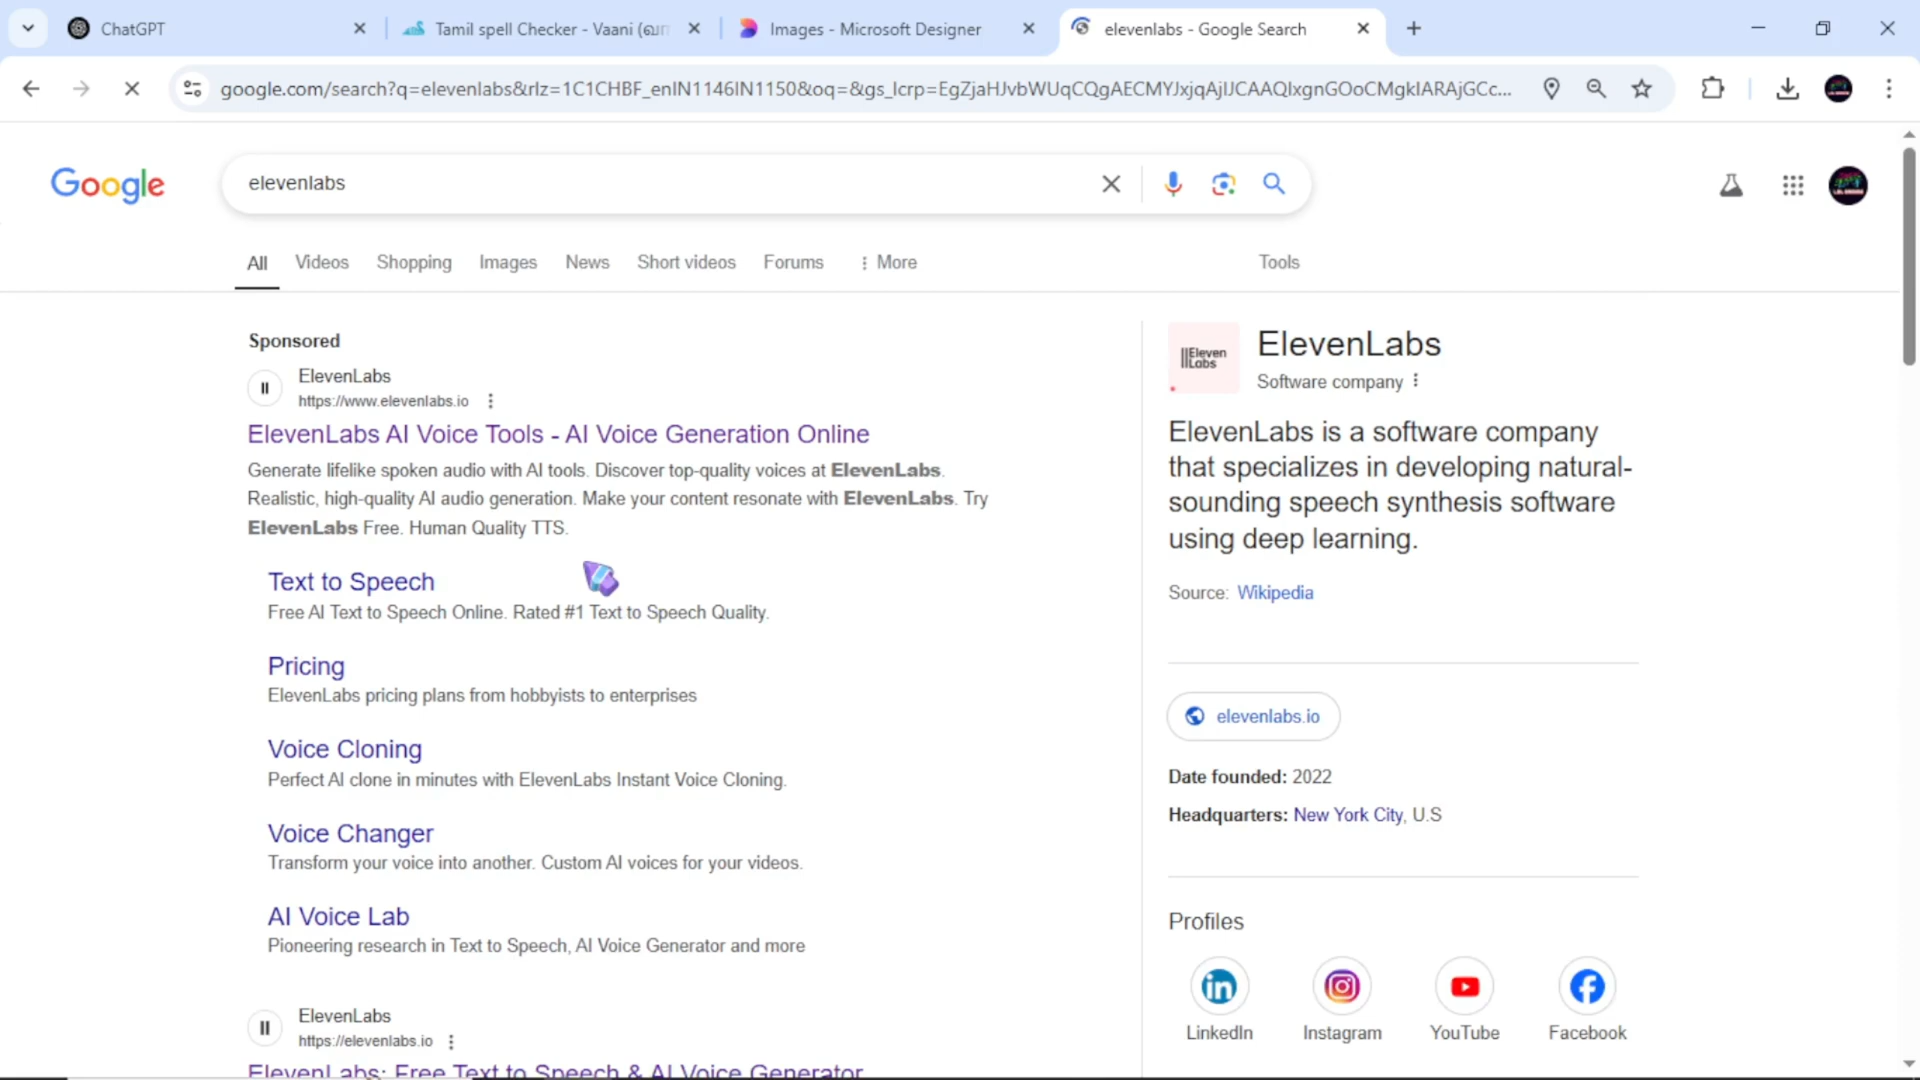 ChatGPT
Tamil spell Checker - Vaani
Images - Microsoft Designer
elevenlabs - Google Search
google.com/search?q=elevenlabs&rlz=1C1CHBF_enIN1146IN1150&oq=&gs_lcrp=EgZjaHJvbWUqCQgAECMYJxjqAjIJCAAQIxgnGOoCMgkIARAjGCc...
Google
elevenlabs
All
Videos
Shopping
Images
News
Short videos
Forums
More
Tools
Sponsored
ElevenLabs
https://www.elevenlabs.io
ElevenLabs AI Voice Tools - AI Voice Generation Online
Generate lifelike spoken audio with AI tools. Discover top-quality voices at ElevenLabs.
Realistic, high-quality AI audio generation. Make your content resonate with ElevenLabs. Try
ElevenLabs Free. Human Quality TTS.
Text to Speech
Free AI Text to Speech Online. Rated #1 Text to Speech Quality.
Pricing
ElevenLabs pricing plans from hobbyists to enterprises
Voice Cloning
Perfect AI clone in minutes with ElevenLabs Instant Voice Cloning.
Voice Changer
Transform your voice into another. Custom AI voices for your videos.
AI Voice Lab
Pioneering research in Text to Speech, AI Voice Generator and more
ElevenLabs
https://elevenlabs.io
ElevenLabs: Free Text to Speech & AI Voice Generator
IIEleven
Labs
ElevenLabs
Software company
ElevenLabs is a software company
that specializes in developing natural-
sounding speech synthesis software
using deep learning.
Source: Wikipedia
elevenlabs.io
Date founded: 2022
Headquarters: New York City, U.S
Profiles
LinkedIn
Instagram
YouTube
Facebook